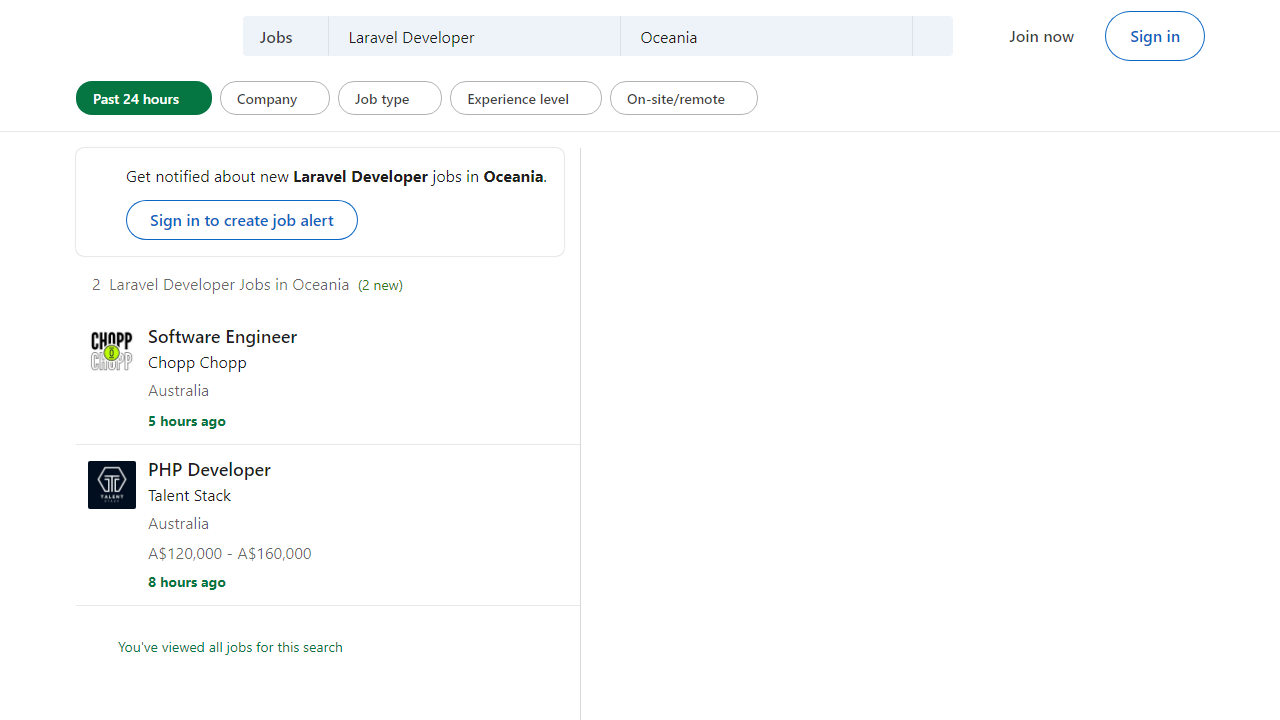 Jobs
Laravel Developer
Oceania
Join now
Sign in
Past 24 hours
Company
Job type
Experience level
On-site/remote
Get notified about new Laravel Developer jobs in Oceania.
Sign in to create job alert
2 Laravel Developer Jobs in Oceania (2 new)
CHOPP
CHOPP
Software Engineer
Chopp Chopp
Australia
5 hours ago
TALENT
STACK
PHP Developer
Talent Stack
Australia
A$120,000 - A$160,000
8 hours ago
You've viewed all jobs for this search